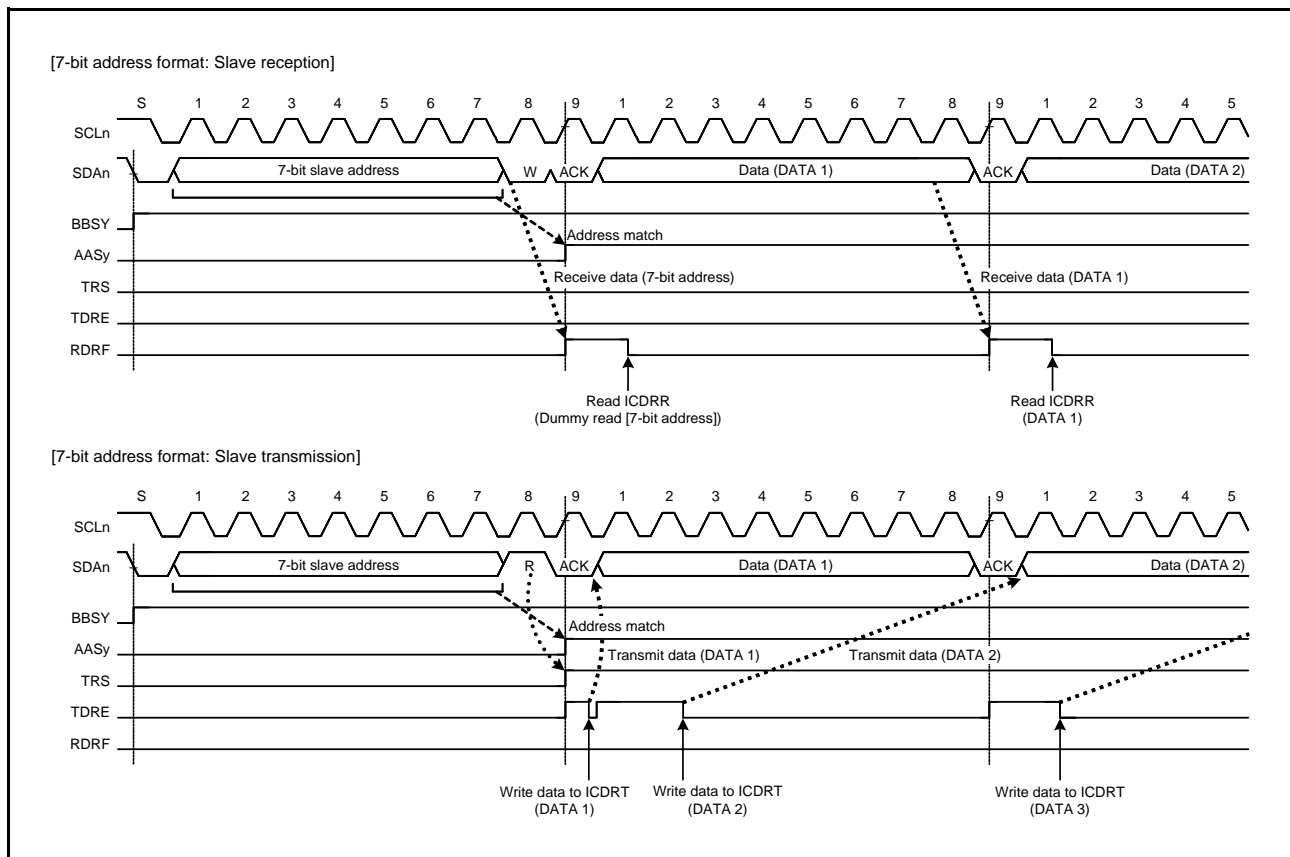 [7-bit address format: Slave reception]
S 1 2 3 4 5 6 7 8 9 1 2 3 4 5 6 7 8 9 1 2 3 4 5
SCLn
SDAn 7-bit slave address W ACK Data (DATA 1) ACK Data (DATA 2)
BBSY
Address match
AASy
Receive data (7-bit address) Receive data (DATA 1)
TRS
TDRE
RDRF
Read ICDRR Read ICDRR
(Dummy read [7-bit address]) (DATA 1)
[7-bit address format: Slave transmission]
S 1 2 3 4 5 6 7 8 9 1 2 3 4 5 6 7 8 9 1 2 3 4 5
SCLn
SDAn 7-bit slave address R ACK Data (DATA 1) ACK Data (DATA 2)
BBSY
Address match
AASy
Transmit data (DATA 1) Transmit data (DATA 2)
TRS
TDRE
RDRF
Write data to ICDRT Write data to ICDRT Write data to ICDRT
(DATA 1) (DATA 2) (DATA 3)